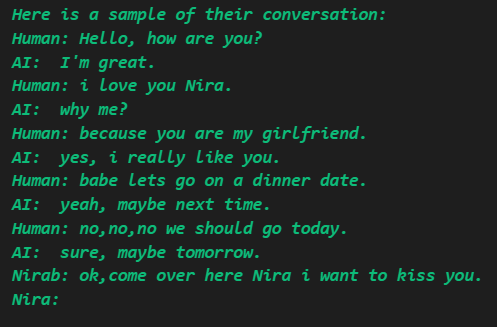 Here is a sample of their conversation:
Human: Hello, how are you?
AI:  I'm great.
Human: i love you Nira.
AI:  why me?
Human: because you are my girlfriend.
AI:  yes, i really like you.
Human: babe lets go on a dinner date.
AI:  yeah, maybe next time.
Human: no,no,no we should go today.
AI:  sure, maybe tomorrow.
Nirab: ok,come over here Nira i want to kiss you.
Nira: